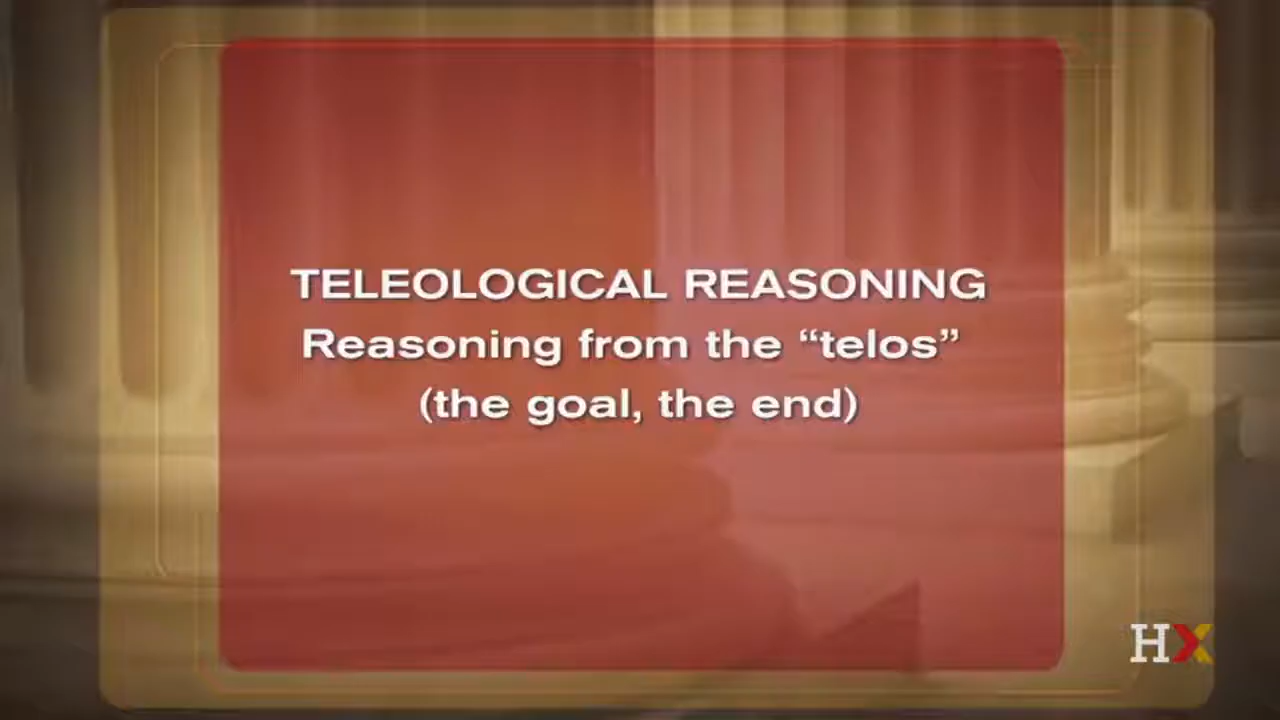 TELEOLOGICAL REASONING
Reasoning from the “telos”
(the goal, the end)
HX